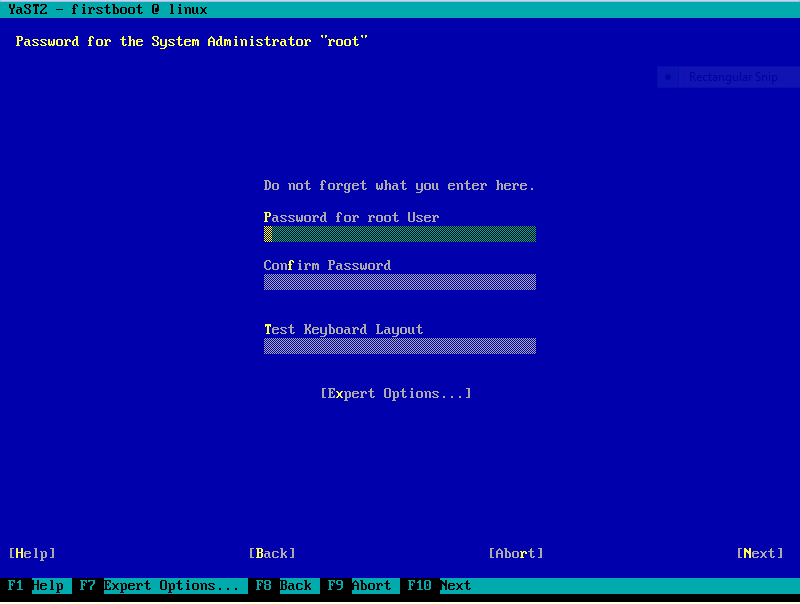 YaST2 - firstboot @ linux
Password for the System Administrator "root"
Rectangular Snip
Do not forget what you enter here.
Password for root User
Confirm Password
Test Keyboard Layout
[Expert Options...]
[Help] [Back] [Abort] [Next]
F1 Help F7 Expert Options... F8 Back F9 Abort F10 Next